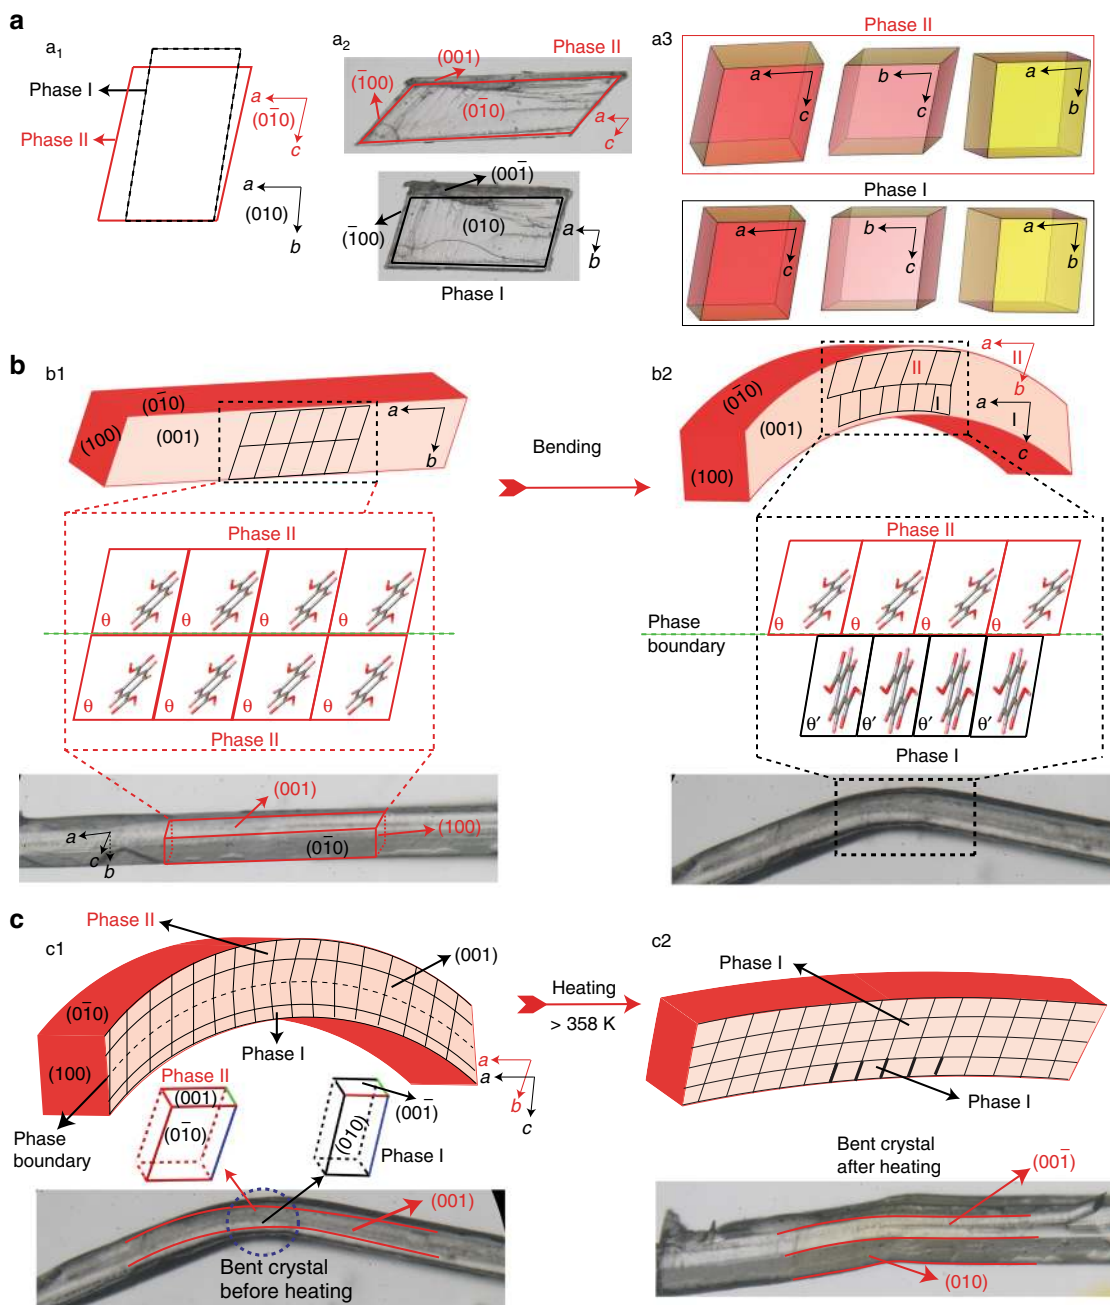 a
a1
Phase I
Phase II
a
(01̄0)
c
a
(010)
b
a2
Phase II
(001)
(1̄00)
(01̄0)
a
c
(001̄)
(1̄00)
(010)
a
b
Phase I
a3
Phase II
a
c
b
c
a
b
Phase I
a
c
b
c
a
b
b
b1
(01̄0)
(100)
(001)
a
b
Bending
b2
(01̄0)
(001)
(100)
II
I
a
II
b
a
I
c
Phase II
θ θ θ θ
θ θ θ θ
Phase II
Phase II
θ θ θ θ
Phase
boundary
θ′ θ′ θ′ θ′
Phase I
(001)
(100)
(01̄0)
a
c
b
c
c1
Phase II
(001)
(01̄0)
(100)
Phase I
a
a
b
c
Phase
boundary
Phase II
(001)
(01̄0)
(010)
(001̄)
Phase I
(001)
Bent crystal
before heating
Heating
> 358 K
c2
Phase I
Phase I
Bent crystal
after heating
(001̄)
(010)